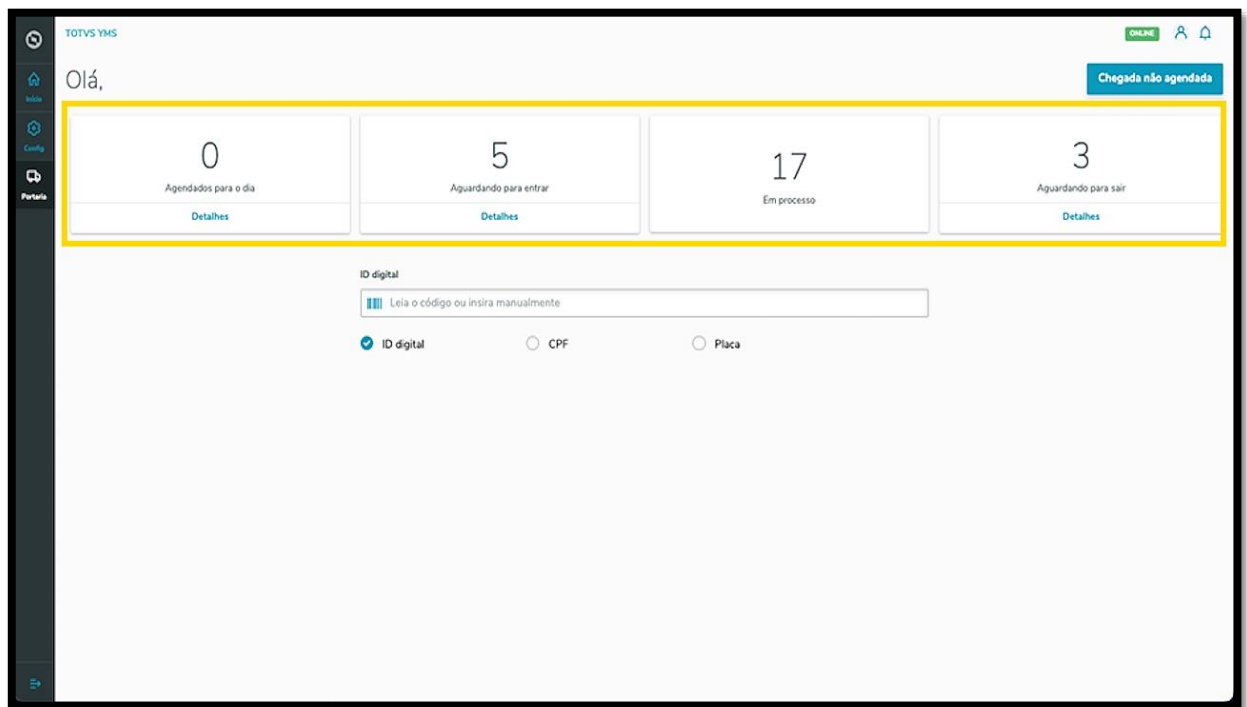 TOTVS YMS
ONLINE
Início
Config
Portaria
Olá,
Chegada não agendada
0
Agendados para o dia
Detalhes
5
Aguardando para entrar
Detalhes
17
Em processo
3
Aguardando para sair
Detalhes
ID digital
Leia o código ou insira manualmente
ID digital
CPF
Placa